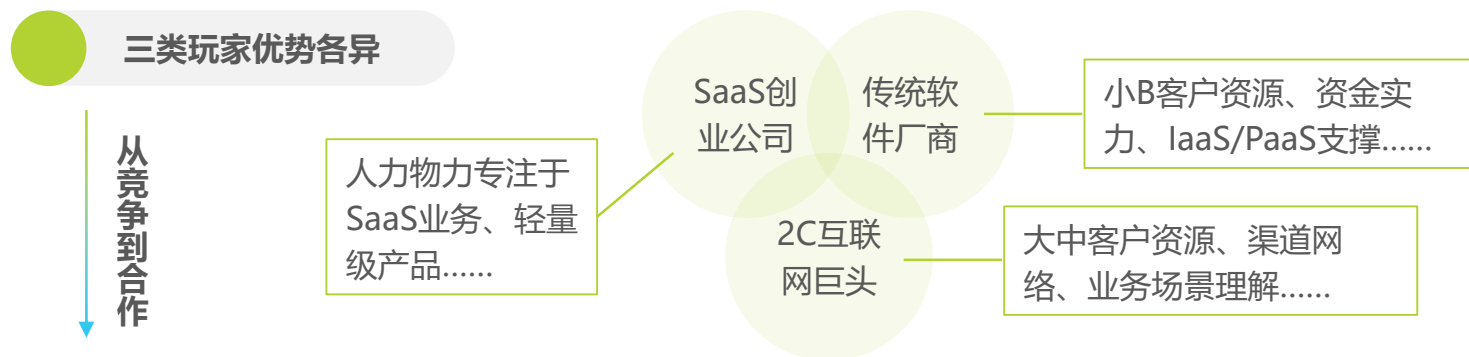 三类玩家优势各异
从竞争到合作
人力物力专注于
SaaS业务、轻量
级产品......
SaaS创
业公司
传统软
件厂商
2C互联
网巨头
小B客户资源、资金实
力、IaaS/PaaS支撑......
大中客户资源、渠道网
络、业务场景理解......